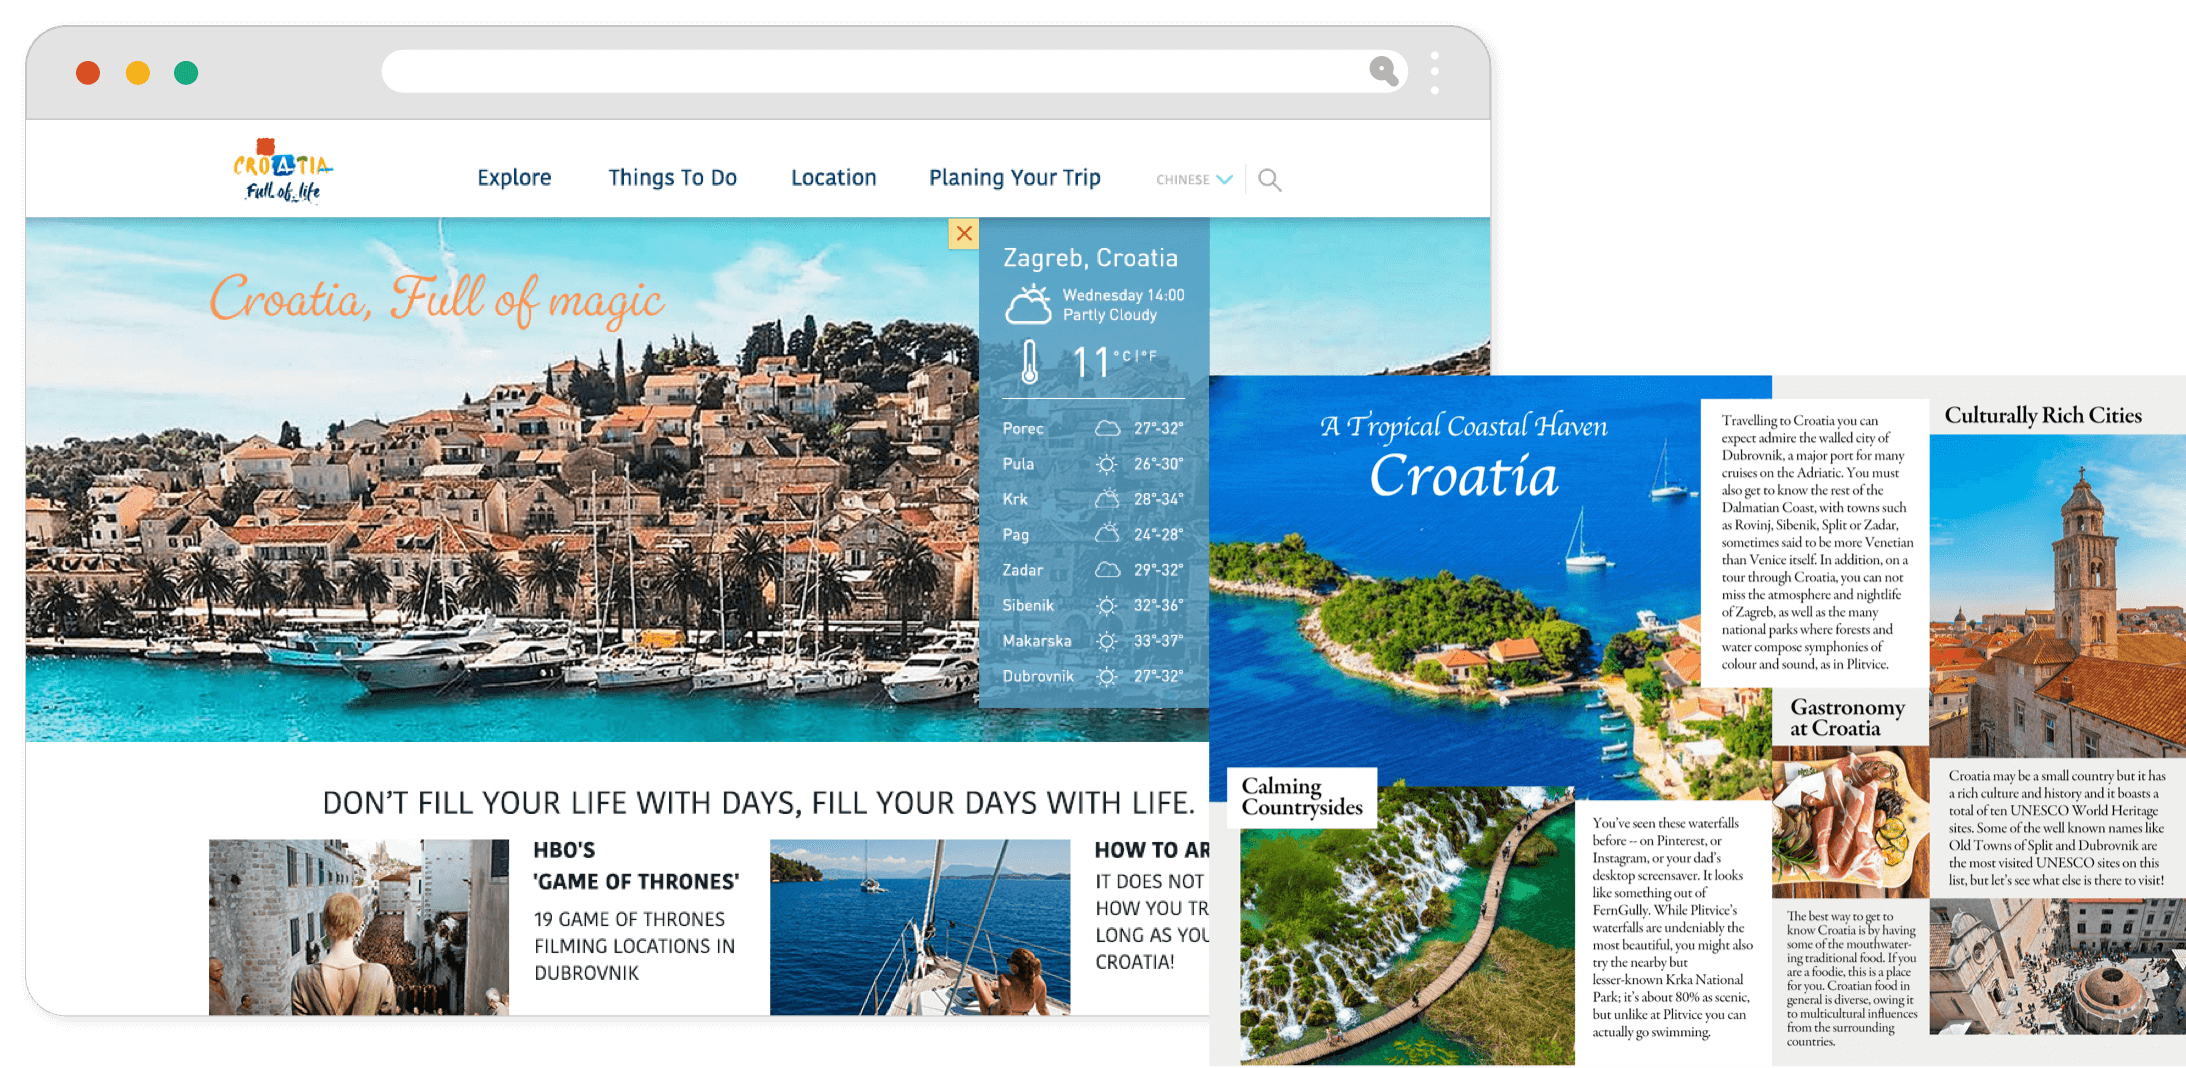 CROATIA
Full of life
Explore
Things To Do
Location
Planing Your Trip
CHINESE
Croatia, Full of magic
Zagreb, Croatia
Wednesday 14:00
Partly Cloudy
11 °C|°F
Porec 27°-32°
Pula 26°-30°
Krk 28°-34°
Pag 24°-28°
Zadar 29°-32°
Sibenik 32°-36°
Makarska 33°-37°
Dubrovnik 27°-32°
DON'T FILL YOUR LIFE WITH DAYS, FILL YOUR DAYS WITH LIFE.
HBO'S
'GAME OF THRONES'
19 GAME OF THRONES
FILMING LOCATIONS IN
DUBROVNIK
HOW TO AR
IT DOES NOT
HOW YOU TR
LONG AS YOU
CROATIA!
A Tropical Coastal Haven
Croatia
Travelling to Croatia you can
expect admire the walled city of
Dubrovnik, a major port for many
cruises on the Adriatic. You must
also get to know the rest of the
Dalmatian Coast, with towns such
as Rovinj, Sibenik, Split or Zadar,
sometimes said to be more Venetian
than Venice itself. In addition, on a
tour through Croatia, you can not
miss the atmosphere and nightlife
of Zagreb, as well as the many
national parks where forests and
water compose symphonies of
colour and sound, as in Plitvice.
Calming
Countrysides
You've seen these waterfalls
before -- on Pinterest, or
Instagram, or your dad's
desktop screensaver. It looks
like something out of
FernGully. While Plitvice's
waterfalls are undeniably the
most beautiful, you might also
try the nearby but
lesser-known Krka National
Park; it's about 80% as scenic,
but unlike at Plitvice you can
actually go swimming.
Gastronomy
at Croatia
The best way to get to
know Croatia is by having
some of the mouthwater-
ing traditional food. If you
are a foodie, this is a place
for you. Croatian food in
general is diverse, owing it
to multicultural influences
from the surrounding
countries.
Culturally Rich Cities
Croatia may be a small country but it has
a rich culture and history and it boasts a
total of ten UNESCO World Heritage
sites. Some of the well known names like
Old Towns of Split and Dubrovnik are
the most visited UNESCO sites on this
list, but let's see what else is there to visit!